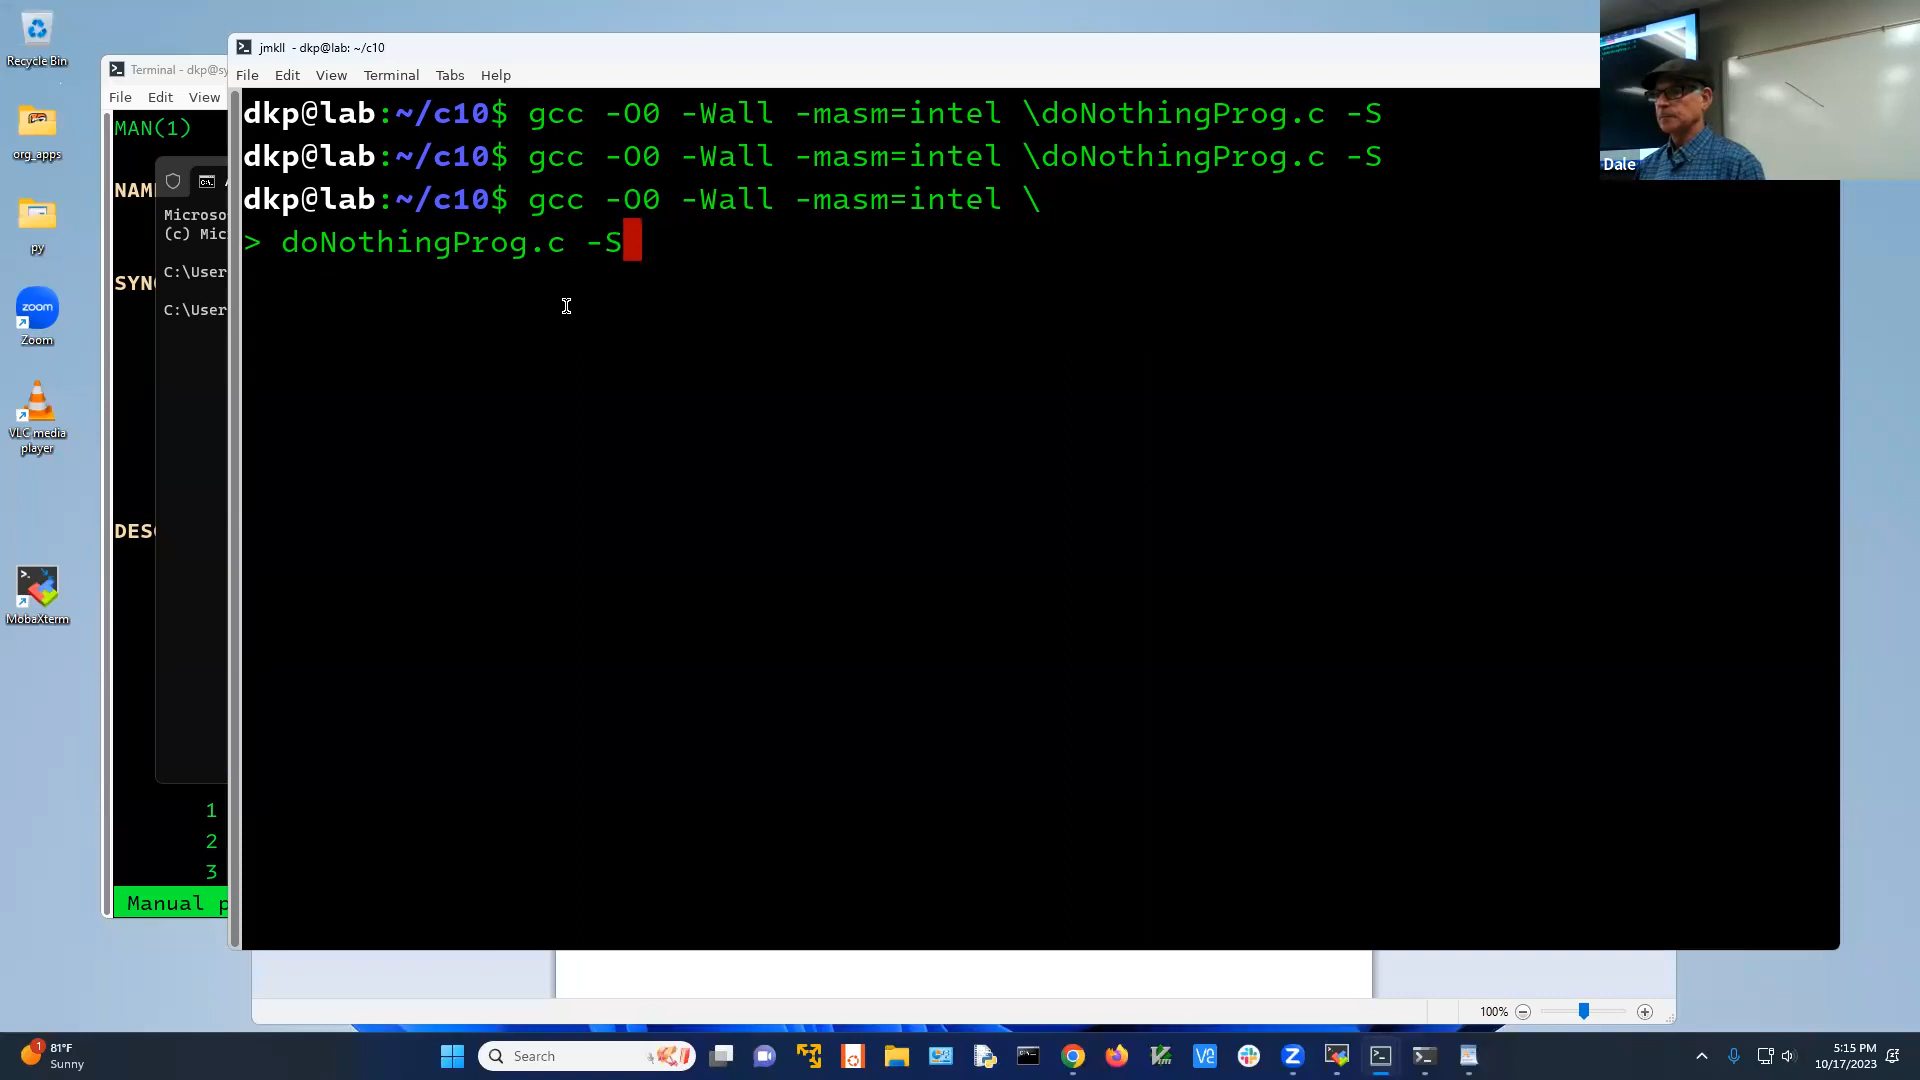 Recycle Bin
org_apps
py
zoom
Zoom
VLC media
player
MobaXterm
Terminal - dkp@sy
File Edit View
MAN(1)
Microso
(c) Mic
C:\User
C:\User
1
2
3
Manual p
jmkll - dkp@lab: ~/c10
File Edit View Terminal Tabs Help
dkp@lab:~/c10$ gcc -O0 -Wall -masm=intel \doNothingProg.c -S
dkp@lab:~/c10$ gcc -O0 -Wall -masm=intel \doNothingProg.c -S
dkp@lab:~/c10$ gcc -O0 -Wall -masm=intel \
> doNothingProg.c -S
Dale
100%
1
81°F
Sunny
Search
5:15 PM
10/17/2023